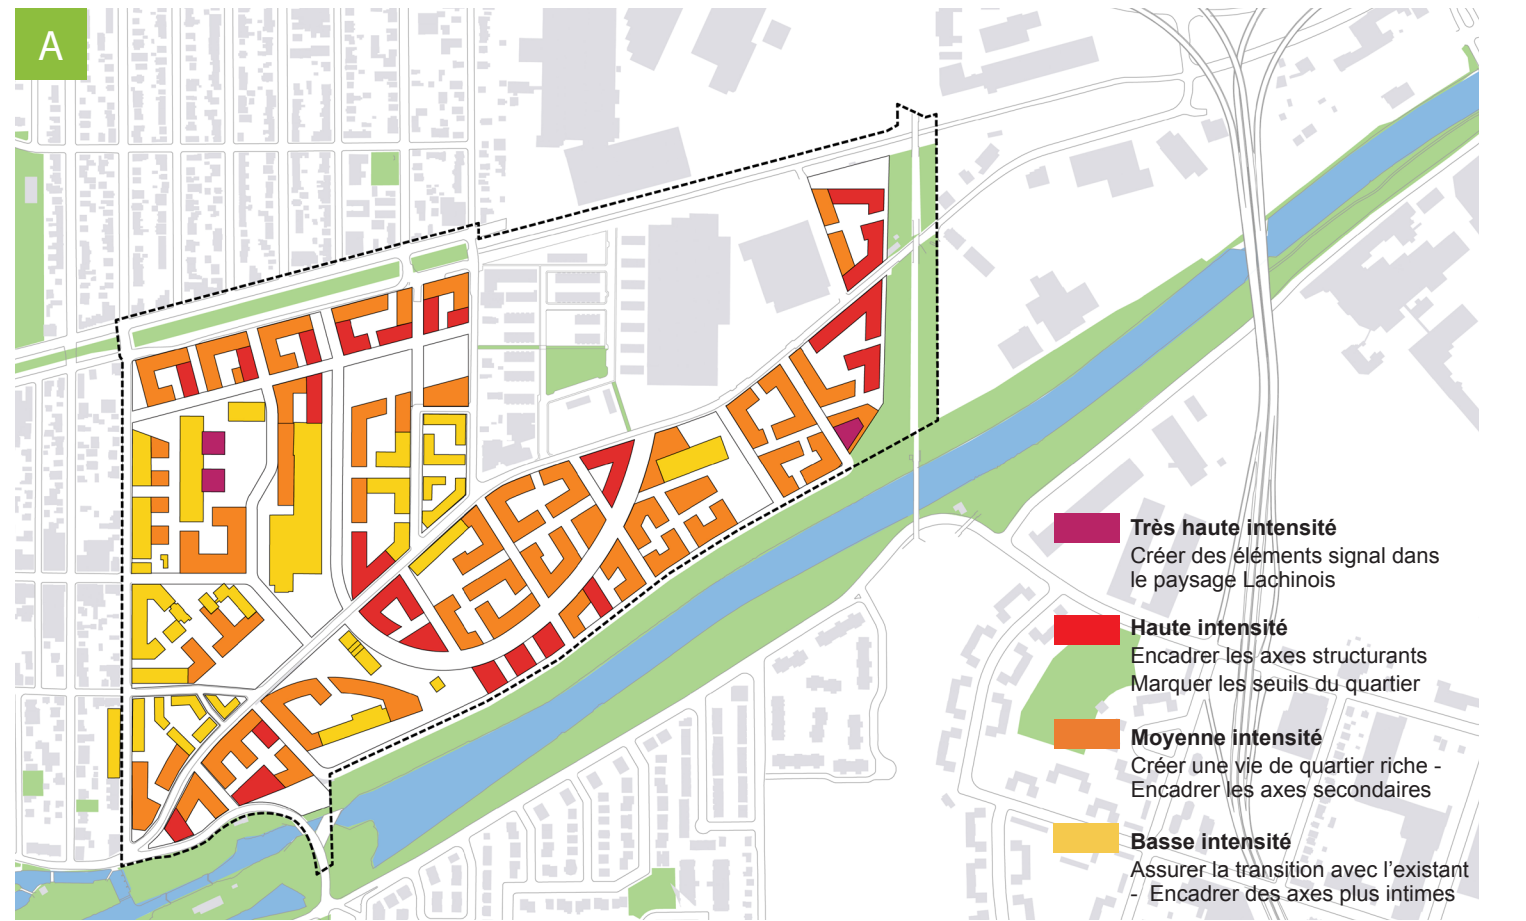 A
Très haute intensité
Créer des éléments signal dans
le paysage Lachinois
Haute intensité
Encadrer les axes structurants
Marquer les seuils du quartier
Moyenne intensité
Créer une vie de quartier riche -
Encadrer les axes secondaires
Basse intensité
Assurer la transition avec l'existant
- Encadrer des axes plus intimes